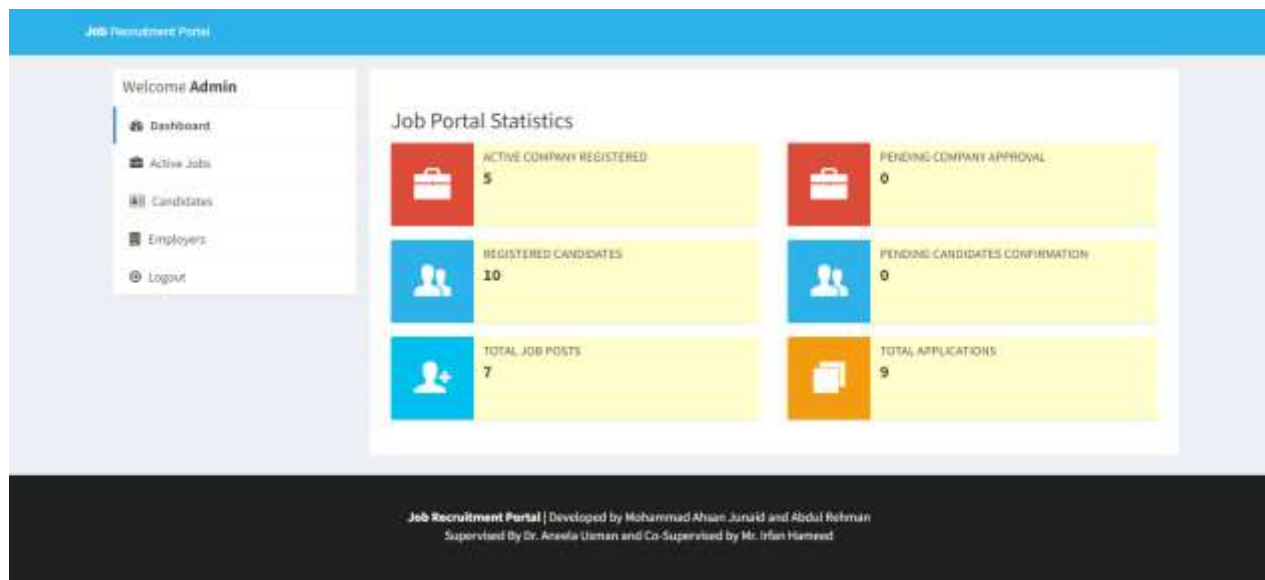 Job Recruitment Portal
Welcome Admin
Dashboard
Active Jobs
Candidates
Employers
Logout
Job Portal Statistics
ACTIVE COMPANY REGISTERED
5
PENDING COMPANY APPROVAL
0
REGISTERED CANDIDATES
10
PENDING CANDIDATES CONFIRMATION
0
TOTAL JOB POSTS
7
TOTAL APPLICATIONS
9
Job Recruitment Portal | Developed by Mohammad Ahsan Junaid and Abdul Rehman
Supervised By Dr. Aneela Usman and Co-Supervised by Mr. Irfan Hameed